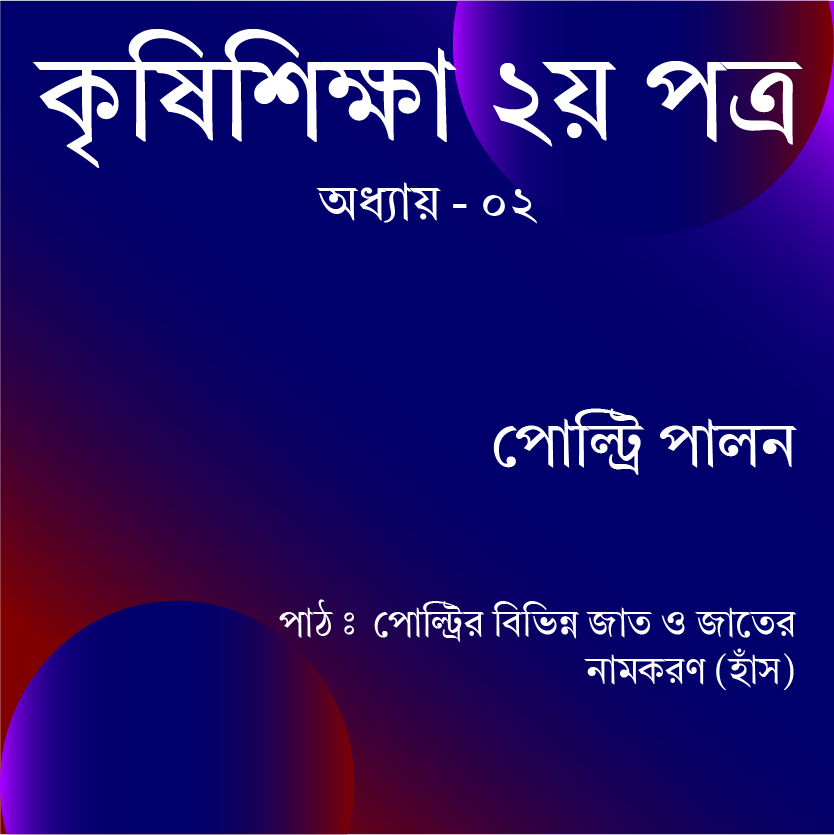 কৃষিশিক্ষা ২য় পত্র
অধ্যায় - ০২
পোল্ট্রি পালন
পাঠ ঃ পোল্ট্রির বিভিন্ন জাত ও জাতের
নামকরণ (হাঁস)